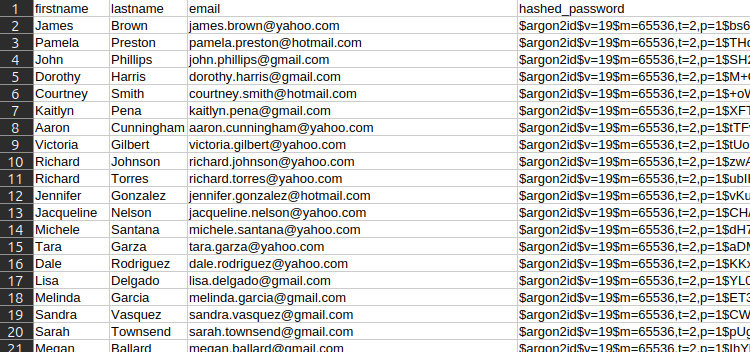 1 firstname lastname email hashed_password
2 James Brown james.brown@yahoo.com $argon2id$v=19$m=65536,t=2,p=1$bs6
3 Pamela Preston pamela.preston@hotmail.com $argon2id$v=19$m=65536,t=2,p=1$THo
4 John Phillips john.phillips@gmail.com $argon2id$v=19$m=65536,t=2,p=1$SH2
5 Dorothy Harris dorothy.harris@gmail.com $argon2id$v=19$m=65536,t=2,p=1$M+
6 Courtney Smith courtney.smith@hotmail.com $argon2id$v=19$m=65536,t=2,p=1$+oW
7 Kaitlyn Pena kaitlyn.pena@gmail.com $argon2id$v=19$m=65536,t=2,p=1$XFT
8 Aaron Cunningham aaron.cunningham@yahoo.com $argon2id$v=19$m=65536,t=2,p=1$tTF
9 Victoria Gilbert victoria.gilbert@yahoo.com $argon2id$v=19$m=65536,t=2,p=1$tUo
10 Richard Johnson richard.johnson@yahoo.com $argon2id$v=19$m=65536,t=2,p=1$zwA
11 Richard Torres richard.torres@yahoo.com $argon2id$v=19$m=65536,t=2,p=1$ubI
12 Jennifer Gonzalez jennifer.gonzalez@hotmail.com $argon2id$v=19$m=65536,t=2,p=1$vKu
13 Jacqueline Nelson jacqueline.nelson@yahoo.com $argon2id$v=19$m=65536,t=2,p=1$CH
14 Michele Santana michele.santana@yahoo.com $argon2id$v=19$m=65536,t=2,p=1$dH7
15 Tara Garza tara.garza@yahoo.com $argon2id$v=19$m=65536,t=2,p=1$aD
16 Dale Rodriguez dale.rodriguez@yahoo.com $argon2id$v=19$m=65536,t=2,p=1$KKx
17 Lisa Delgado lisa.delgado@gmail.com $argon2id$v=19$m=65536,t=2,p=1$YL
18 Melinda Garcia melinda.garcia@gmail.com $argon2id$v=19$m=65536,t=2,p=1$ET3
19 Sandra Vasquez sandra.vasquez@gmail.com $argon2id$v=19$m=65536,t=2,p=1$CW
20 Sarah Townsend sarah.townsend@gmail.com $argon2id$v=19$m=65536,t=2,p=1$pUg
21 Megan Ballard megan.ballard@gmail.com $argon2id$v=19$m=65536,t=2,p=1$